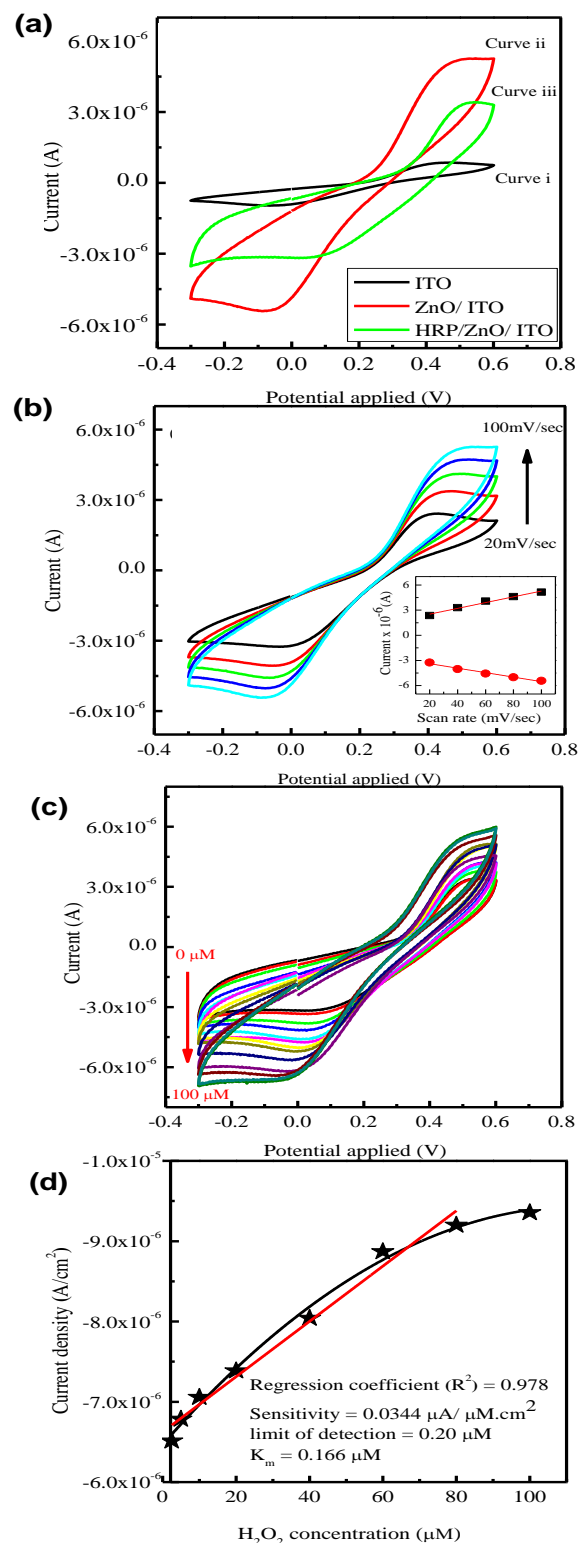 (a)
6.0x10⁻⁶
3.0x10⁻⁶
0.0
-3.0x10⁻⁶
-6.0x10⁻⁶
Current (A)
Curve ii
Curve iii
Curve i
ITO
ZnO/ ITO
HRP/ZnO/ ITO
-0.4 -0.2 0.0 0.2 0.4 0.6 0.8
Potential applied (V)
(b)
6.0x10⁻⁶
3.0x10⁻⁶
0.0
-3.0x10⁻⁶
-6.0x10⁻⁶
Current (A)
100mV/sec
20mV/sec
Current x 10⁻⁶(A)
6
3
0
-3
-6
20 40 60 80 100
Scan rate (mV/sec)
-0.4 -0.2 0.0 0.2 0.4 0.6 0.8
Potential applied (V)
(c)
6.0x10⁻⁶
3.0x10⁻⁶
0.0
-3.0x10⁻⁶
-6.0x10⁻⁶
Current (A)
0 μM
100 μM
-0.4 -0.2 0.0 0.2 0.4 0.6 0.8
Potential applied (V)
(d)
-1.0x10⁻⁵
-9.0x10⁻⁶
-8.0x10⁻⁶
-7.0x10⁻⁶
-6.0x10⁻⁶
Current density (A/cm²)
Regression coefficient (R²) = 0.978
Sensitivity = 0.0344 μA/ μM.cm²
limit of detection = 0.20 μM
Kₘ = 0.166 μM
0 20 40 60 80 100
H₂O₂ concentration (μM)